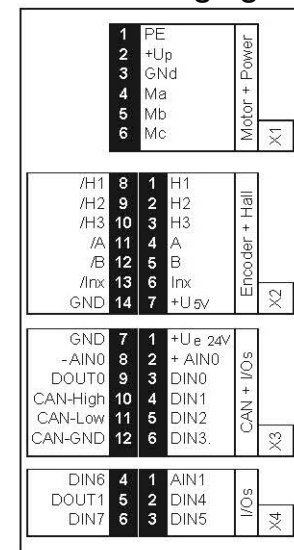 1 PE
2 +Up
3 GNd
4 Ma
5 Mb
6 Mc
Motor + Power
X1
/H1 8 1 H1
/H2 9 2 H2
/H3 10 3 H3
/A 11 4 A
/B 12 5 B
/Inx 13 6 Inx
GND 14 7 +U5V
Encoder + Hall
X2
GND 7 1 +Ue 24V
-AIN0 8 2 + AIN0
DOUT0 9 3 DIN0
CAN-High 10 4 DIN1
CAN-Low 11 5 DIN2
CAN-GND 12 6 DIN3.
CAN + I/Os
X3
DIN6 4 1 AIN1
DOUT1 5 2 DIN4
DIN7 6 3 DIN5
I/Os
X4